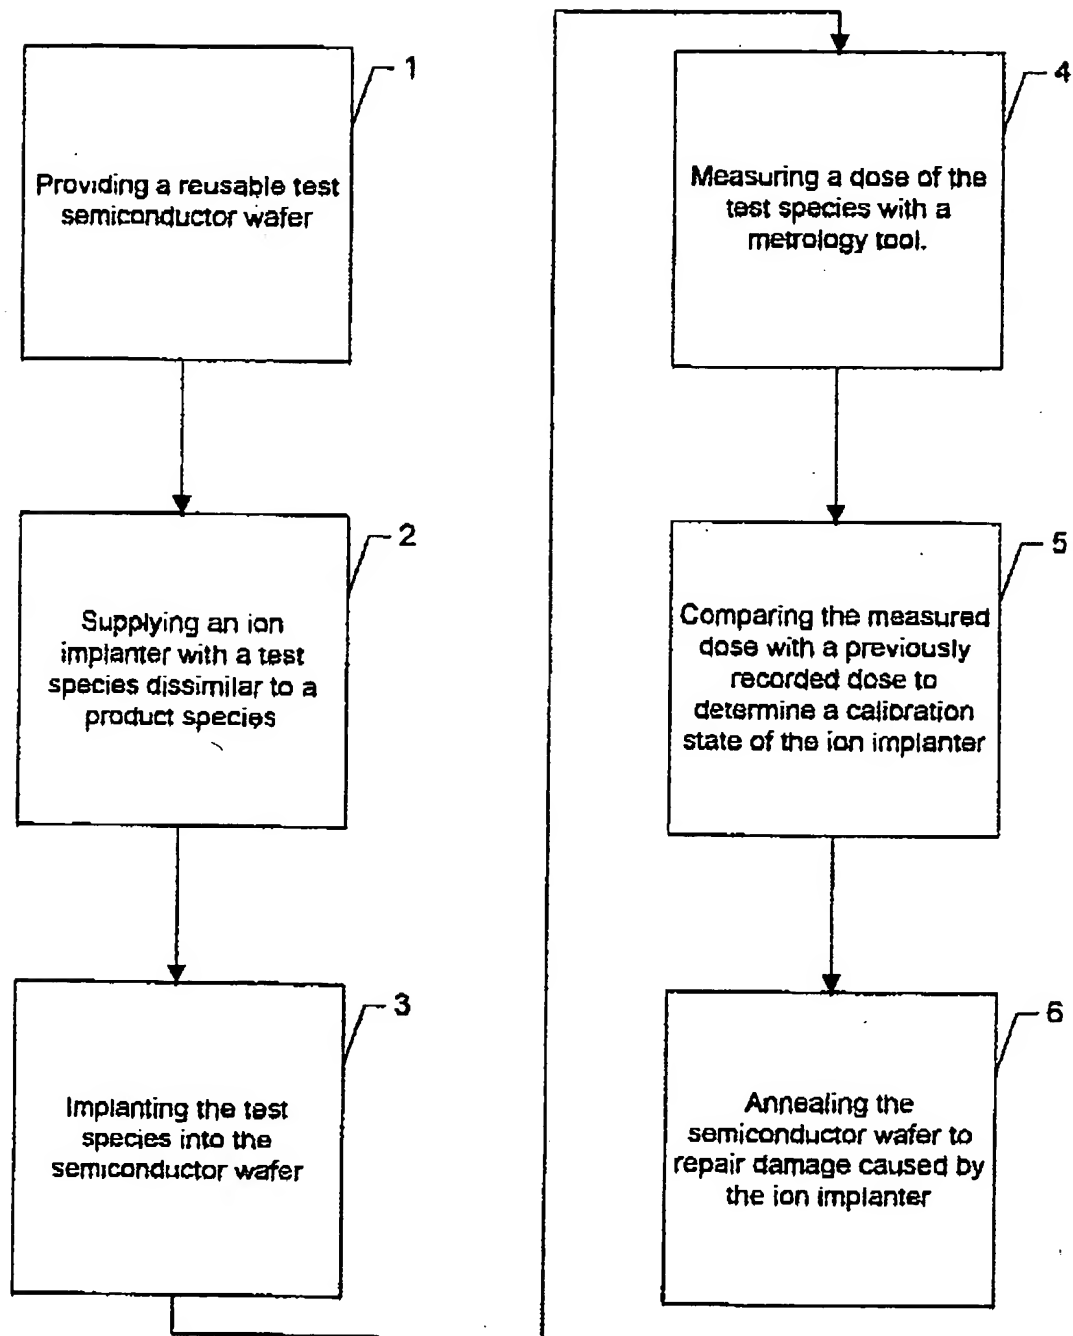 1
Providing a reusable test
semiconductor wafer
2
Supplying an ion
implanter with a test
species dissimilar to a
product species
3
Implanting the test
species into the
semiconductor wafer
4
Measuring a dose of the
test species with a
metrology tool.
5
Comparing the measured
dose with a previously
recorded dose to
determine a calibration
state of the ion implanter
6
Annealing the
semiconductor wafer to
repair damage caused by
the ion implanter